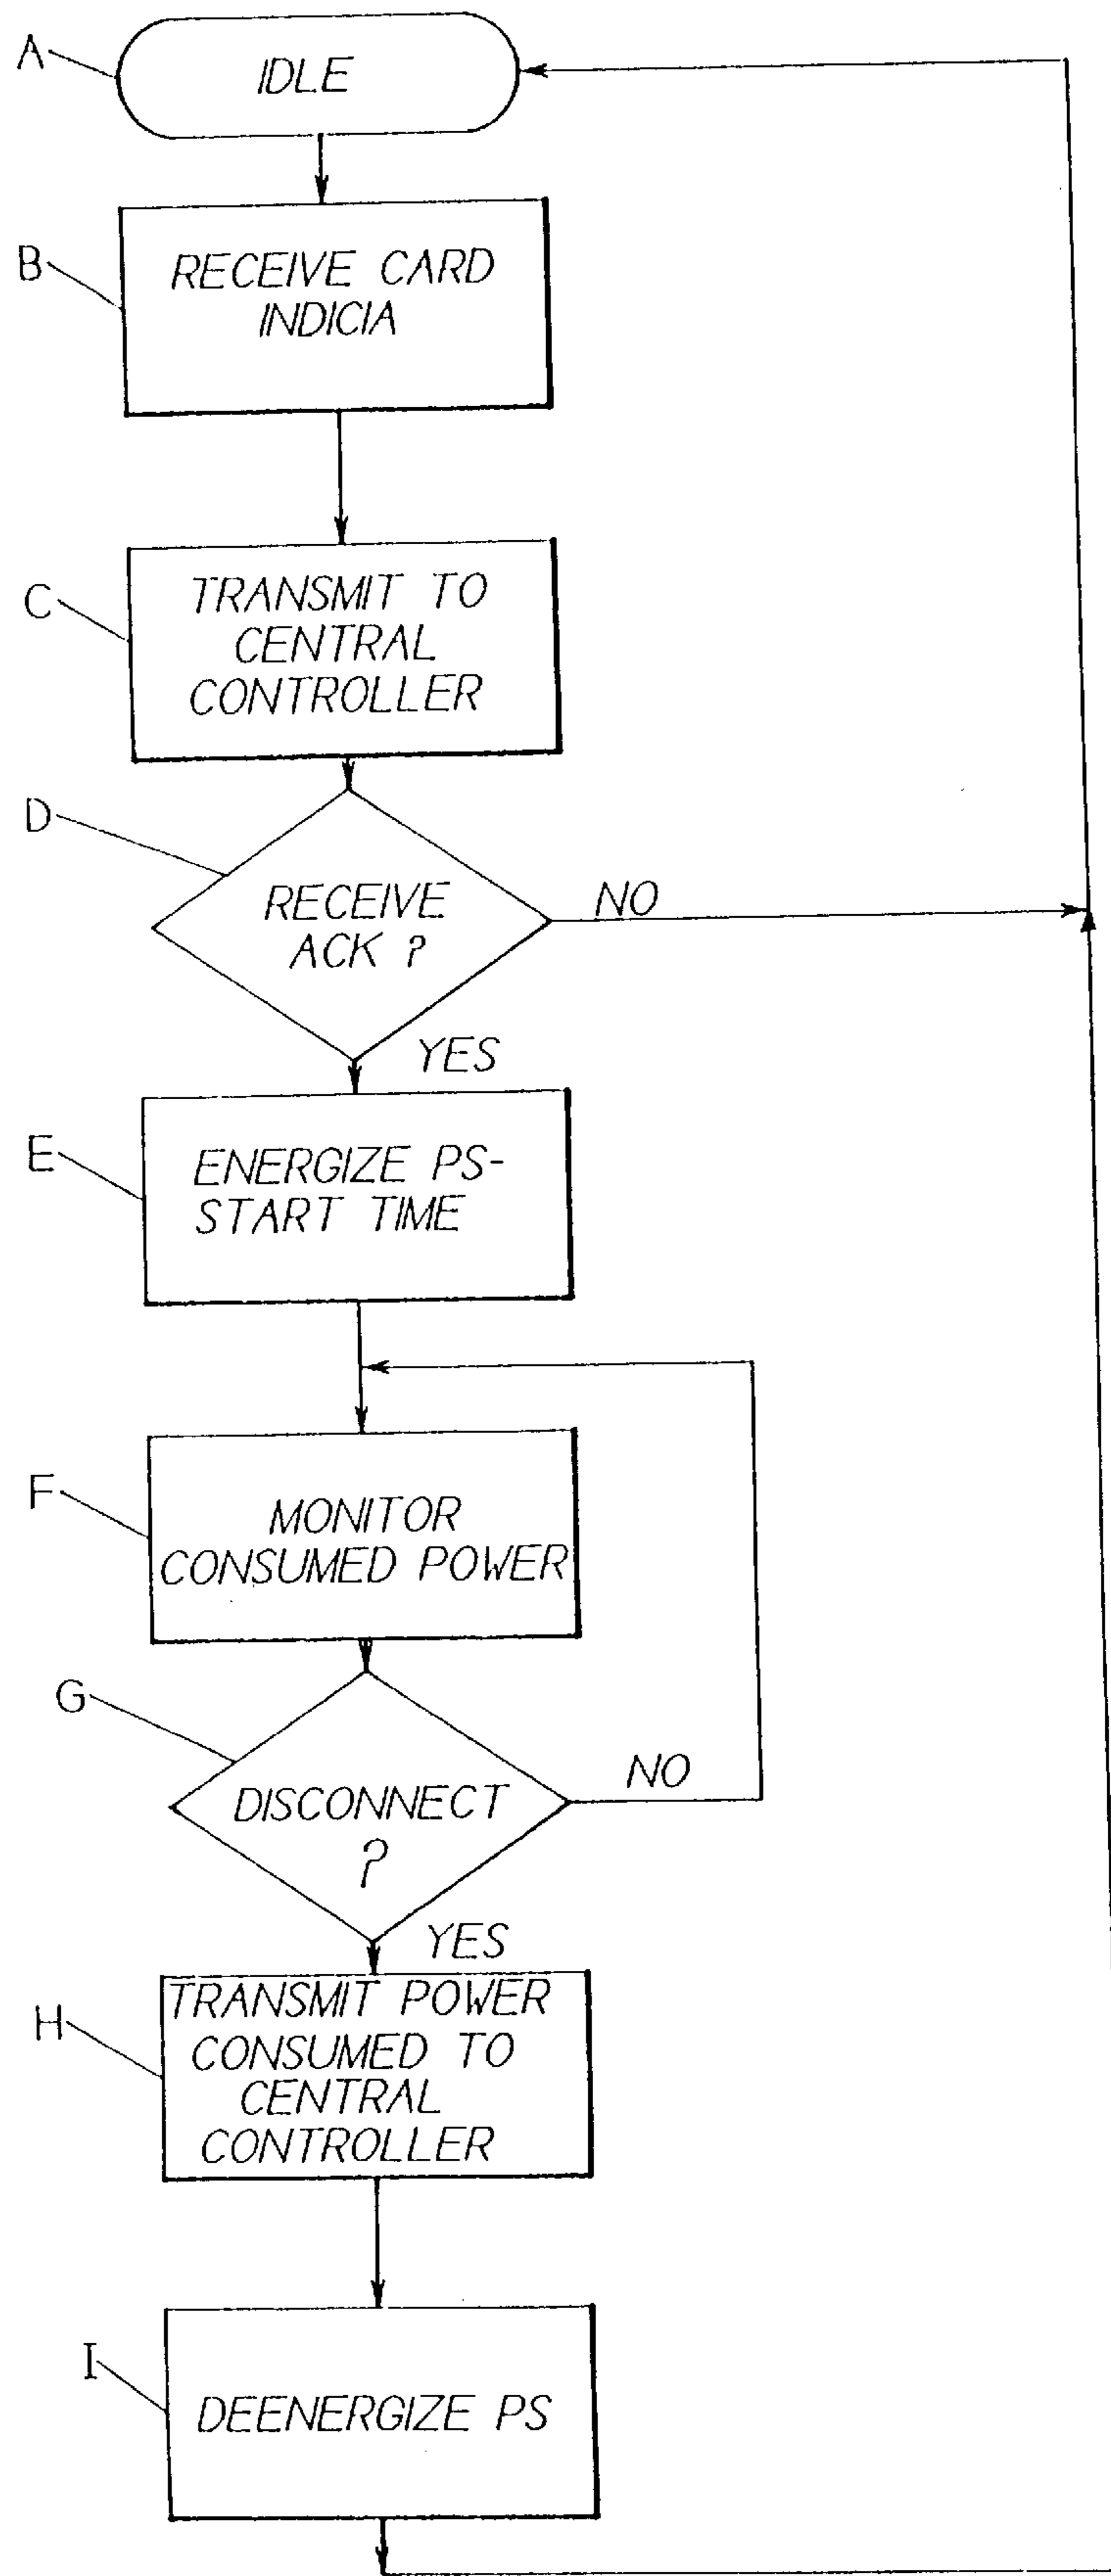 A
IDLE
B
RECEIVE CARD
INDICIA
C
TRANSMIT TO
CENTRAL
CONTROLLER
D
RECEIVE
ACK ?
NO
YES
E
ENERGIZE PS-
START TIME
F
MONITOR
CONSUMED POWER
G
DISCONNECT
?
NO
YES
H
TRANSMIT POWER
CONSUMED TO
CENTRAL
CONTROLLER
I
DEENERGIZE PS